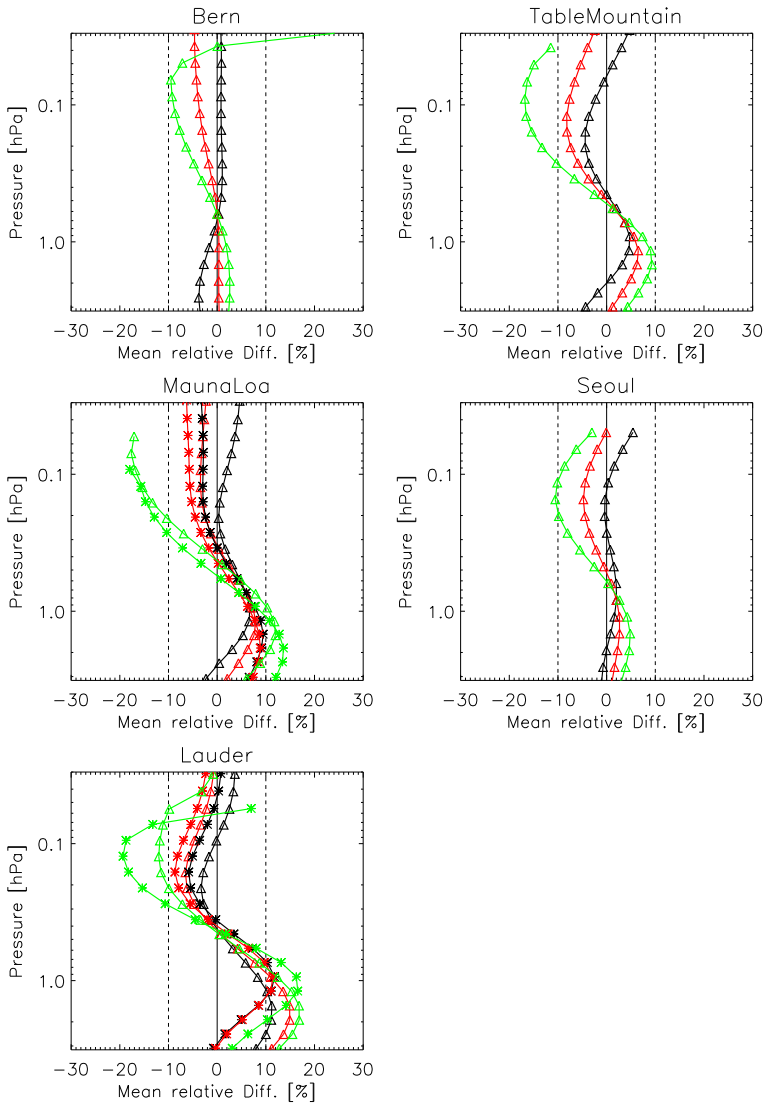 Bern
Pressure [hPa]
0.1
1.0
-30 -20 -10 0 10 20 30
Mean relative Diff. [%]
TableMountain
Pressure [hPa]
0.1
1.0
-30 -20 -10 0 10 20 30
Mean relative Diff. [%]
MaunaLoa
Pressure [hPa]
0.1
1.0
-30 -20 -10 0 10 20 30
Mean relative Diff. [%]
Seoul
Pressure [hPa]
0.1
1.0
-30 -20 -10 0 10 20 30
Mean relative Diff. [%]
Lauder
Pressure [hPa]
0.1
1.0
-30 -20 -10 0 10 20 30
Mean relative Diff. [%]